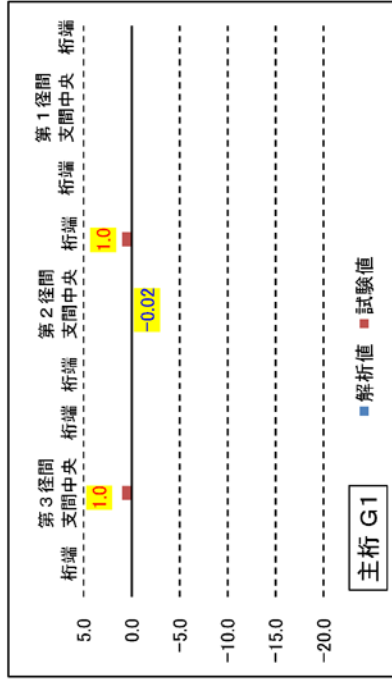 第3径間 第2径間 第1径間
桁端 支間中央 桁端 桁端 支間中央 桁端 桁端 支間中央 桁端
5.0
1.0 1.0
0.0
-0.02
-5.0
-10.0
-15.0
-20.0
主桁 G1
解析値 試験値